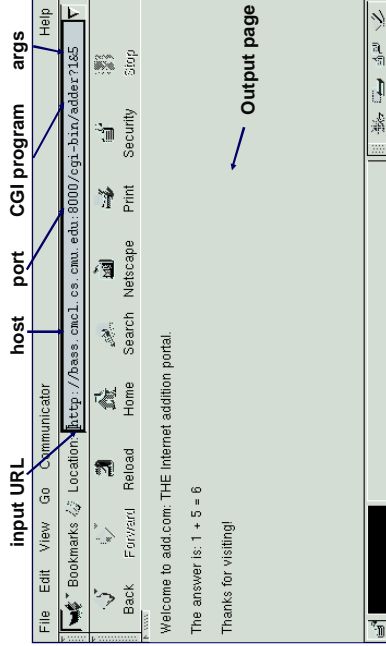 input URL host port CGI program args
File Edit View Go Communicator Help
Bookmarks Location: http://bass.cmcl.cs.cmu.edu:8000/cgi-bin/adder?1&5
Back Forward Reload Home Search Netscape Print Security Stop
Welcome to add.com: THE Internet addition portal.
The answer is: 1 + 5 = 6
Thanks for visiting!
Output page